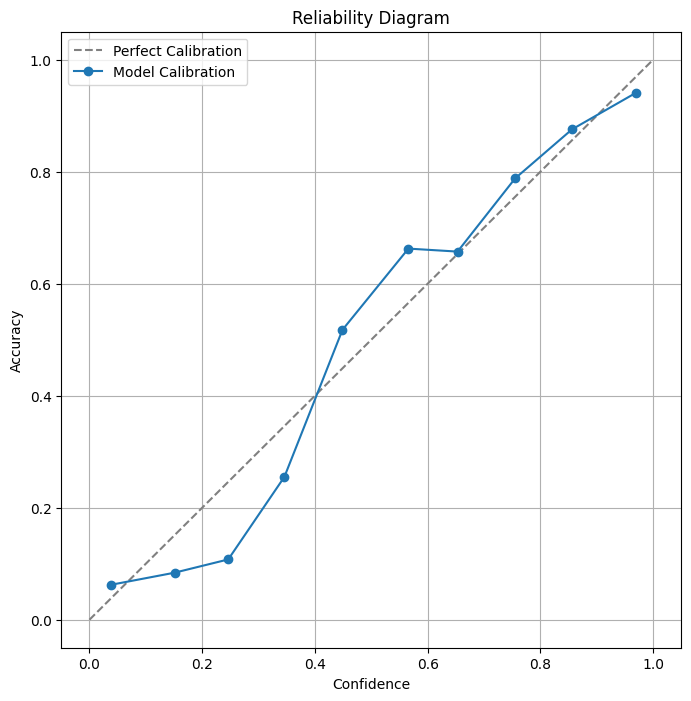 Reliability Diagram
Perfect Calibration
Model Calibration
1.0
0.8
0.6
0.4
0.2
0.0
Accuracy
0.0 0.2 0.4 0.6 0.8 1.0
Confidence